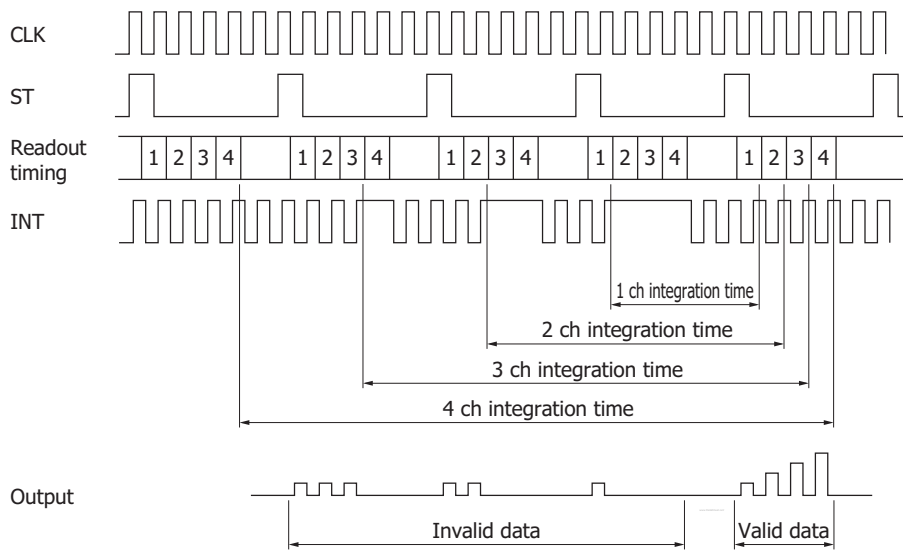 CLK
ST
Readout
timing
1 2 3 4 1 2 3 4 1 2 3 4 1 2 3 4 1 2 3 4
INT
1 ch integration time
2 ch integration time
3 ch integration time
4 ch integration time
Output
Invalid data Valid data